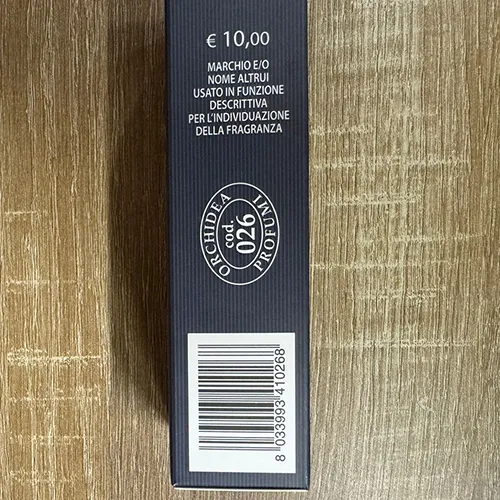 € 10,00
MARCHIO E/O
NOME ALTRUI
USATO IN FUNZIONE
DESCRITTIVA
PER L'INDIVIDUAZIONE
DELLA FRAGRANZA
ORCHIDEA
cod.
026
PROFUMI
8 033993 410268